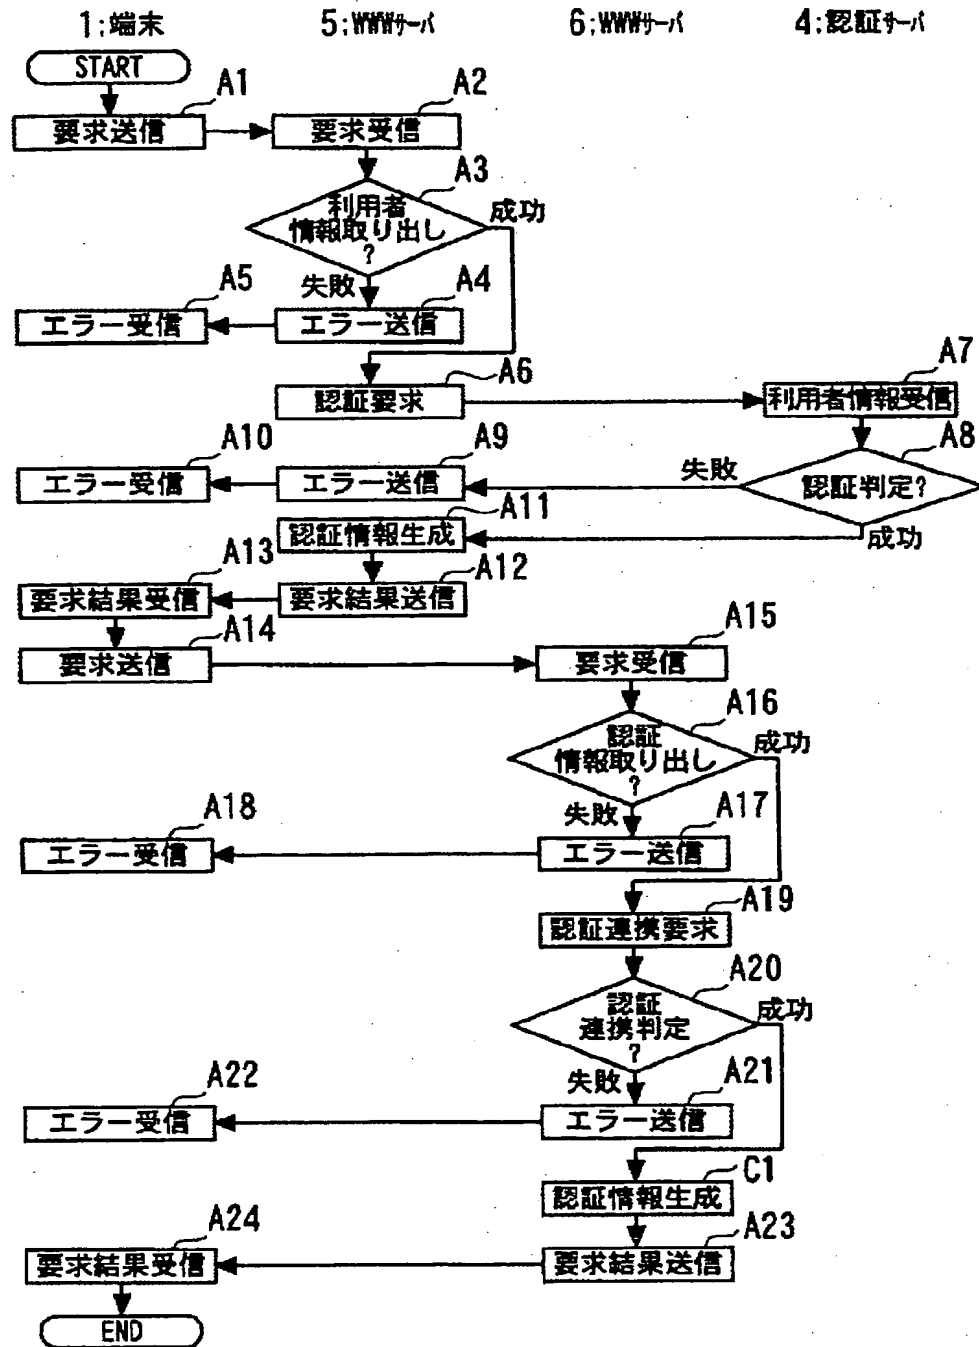 1;端末 5;WWWサーバ 6;WWWサーバ 4;認証サーバ
START
A1
要求送信
A2
要求受信
A3
利用者
情報取り出し
?
成功
失敗
A4
エラー送信
A5
エラー受信
A6
認証要求
A7
利用者情報受信
A8
認証判定?
失敗
成功
A9
エラー送信
A10
エラー受信
A11
認証情報生成
A12
要求結果送信
A13
要求結果受信
A14
要求送信
A15
要求受信
A16
認証
情報取り出し
?
成功
失敗
A17
エラー送信
A18
エラー受信
A19
認証連携要求
A20
認証
連携判定
?
成功
失敗
A21
エラー送信
A22
エラー受信
C1
認証情報生成
A23
要求結果送信
A24
要求結果受信
END